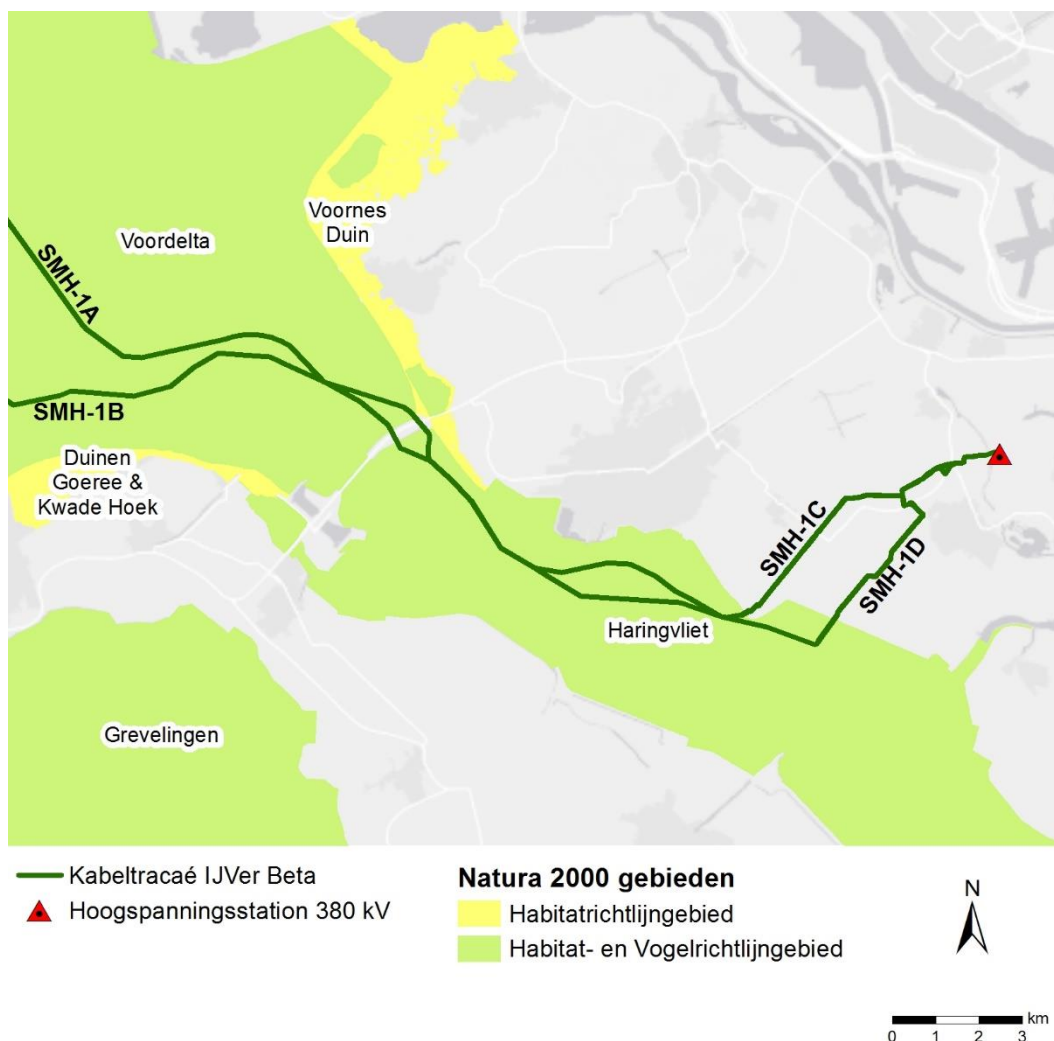 Voornes
Duin
Voordelta
SMH-1A
SMH-1B
Duinen
Goeree &
Kwade Hoek
SMH-1C
SMH-1D
Haringvliet
Grevelingen
Kabeltracaé IJVer Beta
Hoogspanningsstation 380 kV
Natura 2000 gebieden
Habitatrichtlijngebied
Habitat- en Vogelrichtlijngebied
N
km
0 1 2 3